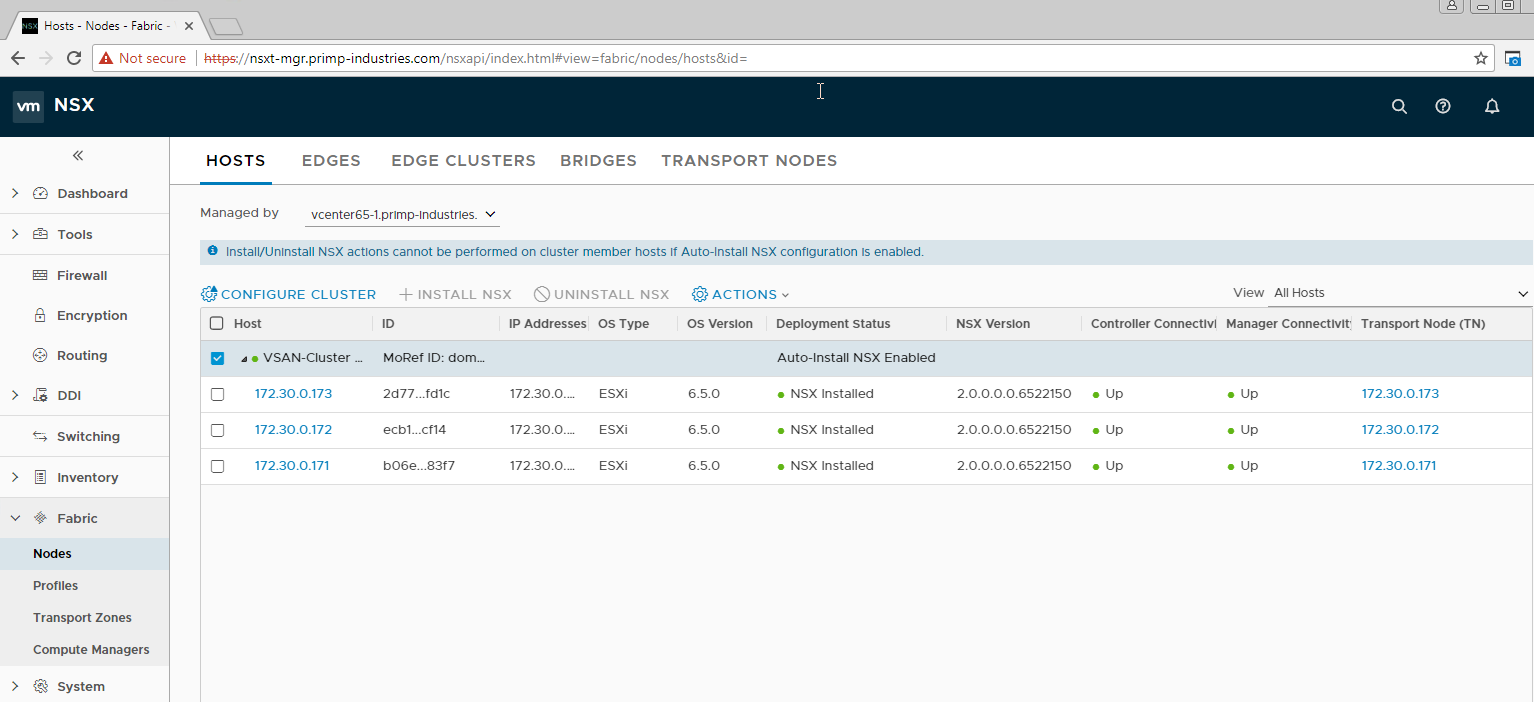 NSX Hosts - Nodes - Fabric -
Not secure https://nsxt-mgr.primp-industries.com/nsxapi/index.html#view=fabric/nodes/hosts&id=
vm NSX
HOSTS EDGES EDGE CLUSTERS BRIDGES TRANSPORT NODES
Dashboard
Tools
Firewall
Encryption
Routing
DDI
Switching
Inventory
Fabric
Nodes
Profiles
Transport Zones
Compute Managers
System
Managed by vcenter65-1.primp-industries.
Install/Uninstall NSX actions cannot be performed on cluster member hosts if Auto-Install NSX configuration is enabled.
CONFIGURE CLUSTER INSTALL NSX UNINSTALL NSX ACTIONS View All Hosts
Host ID IP Addresses OS Type OS Version Deployment Status NSX Version Controller Connectivi Manager Connectivity Transport Node (TN)
VSAN-Cluster ... MoRef ID: dom... Auto-Install NSX Enabled
172.30.0.173 2d77...fd1c 172.30.0.... ESXi 6.5.0 NSX Installed 2.0.0.0.0.6522150 Up Up 172.30.0.173
172.30.0.172 ecb1...cf14 172.30.0.... ESXi 6.5.0 NSX Installed 2.0.0.0.0.6522150 Up Up 172.30.0.172
172.30.0.171 b06e...83f7 172.30.0.... ESXi 6.5.0 NSX Installed 2.0.0.0.0.6522150 Up Up 172.30.0.171